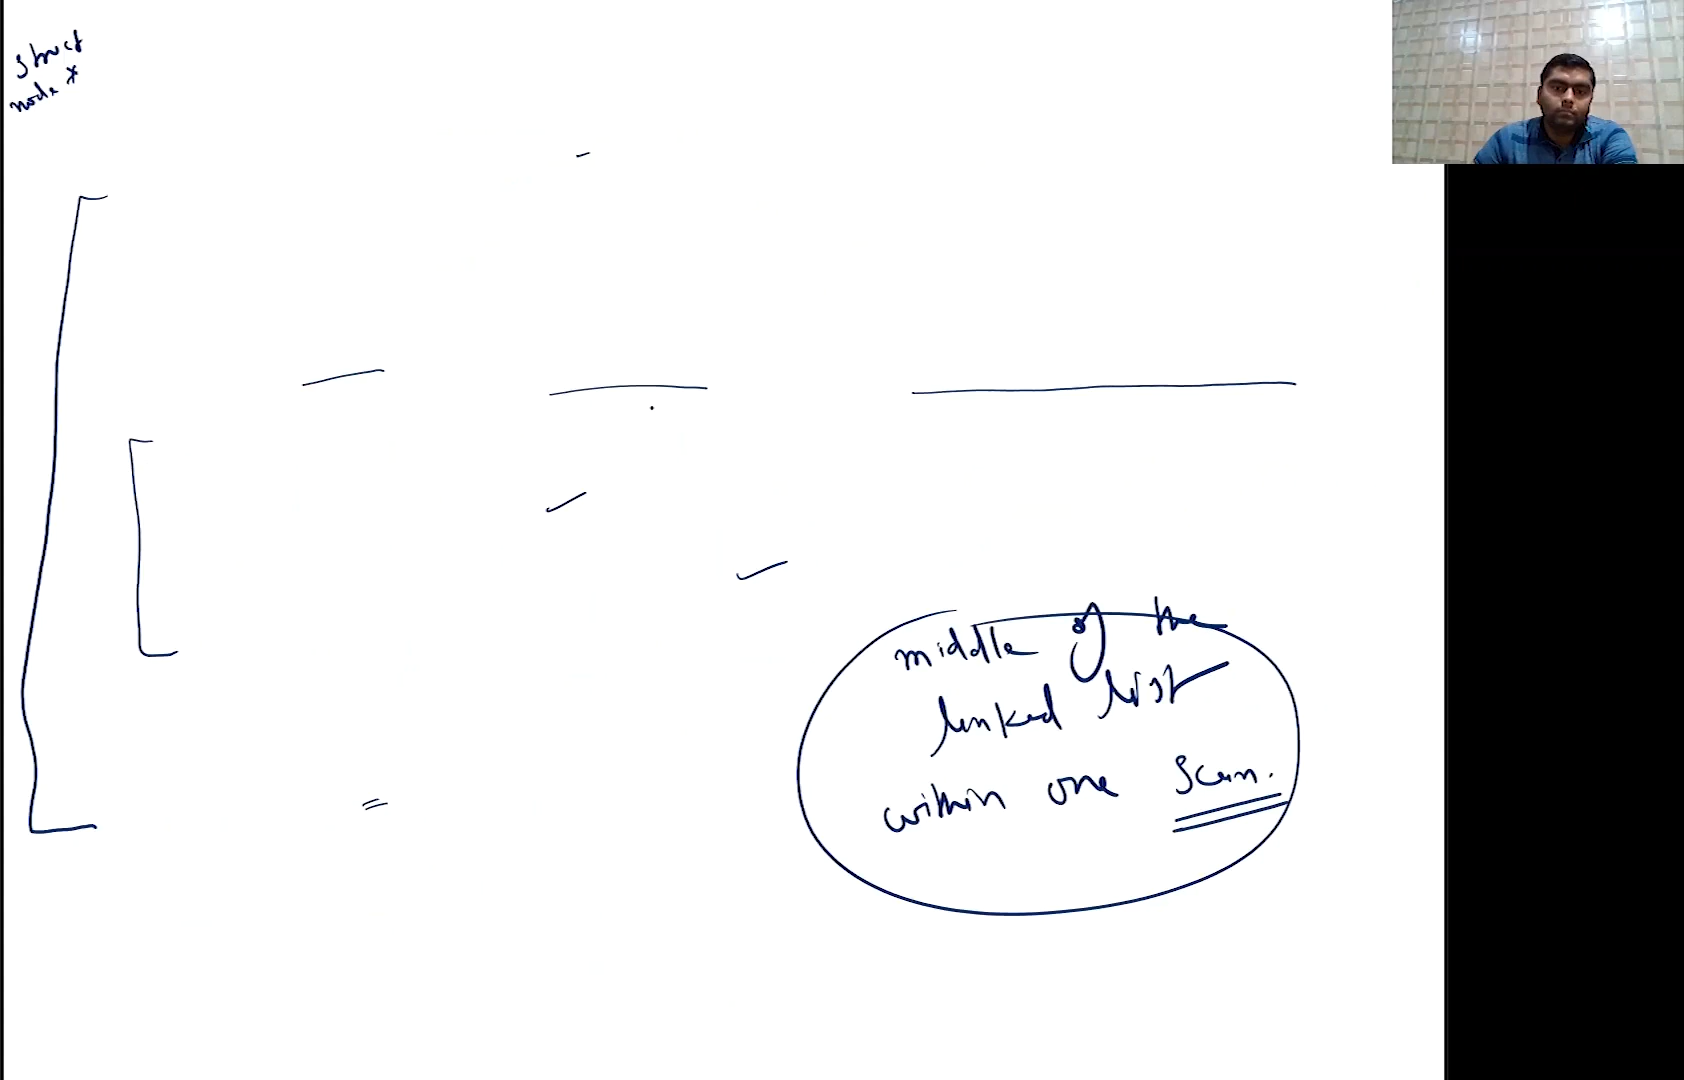 struct
node *
middle of the
linked list
within one scan.